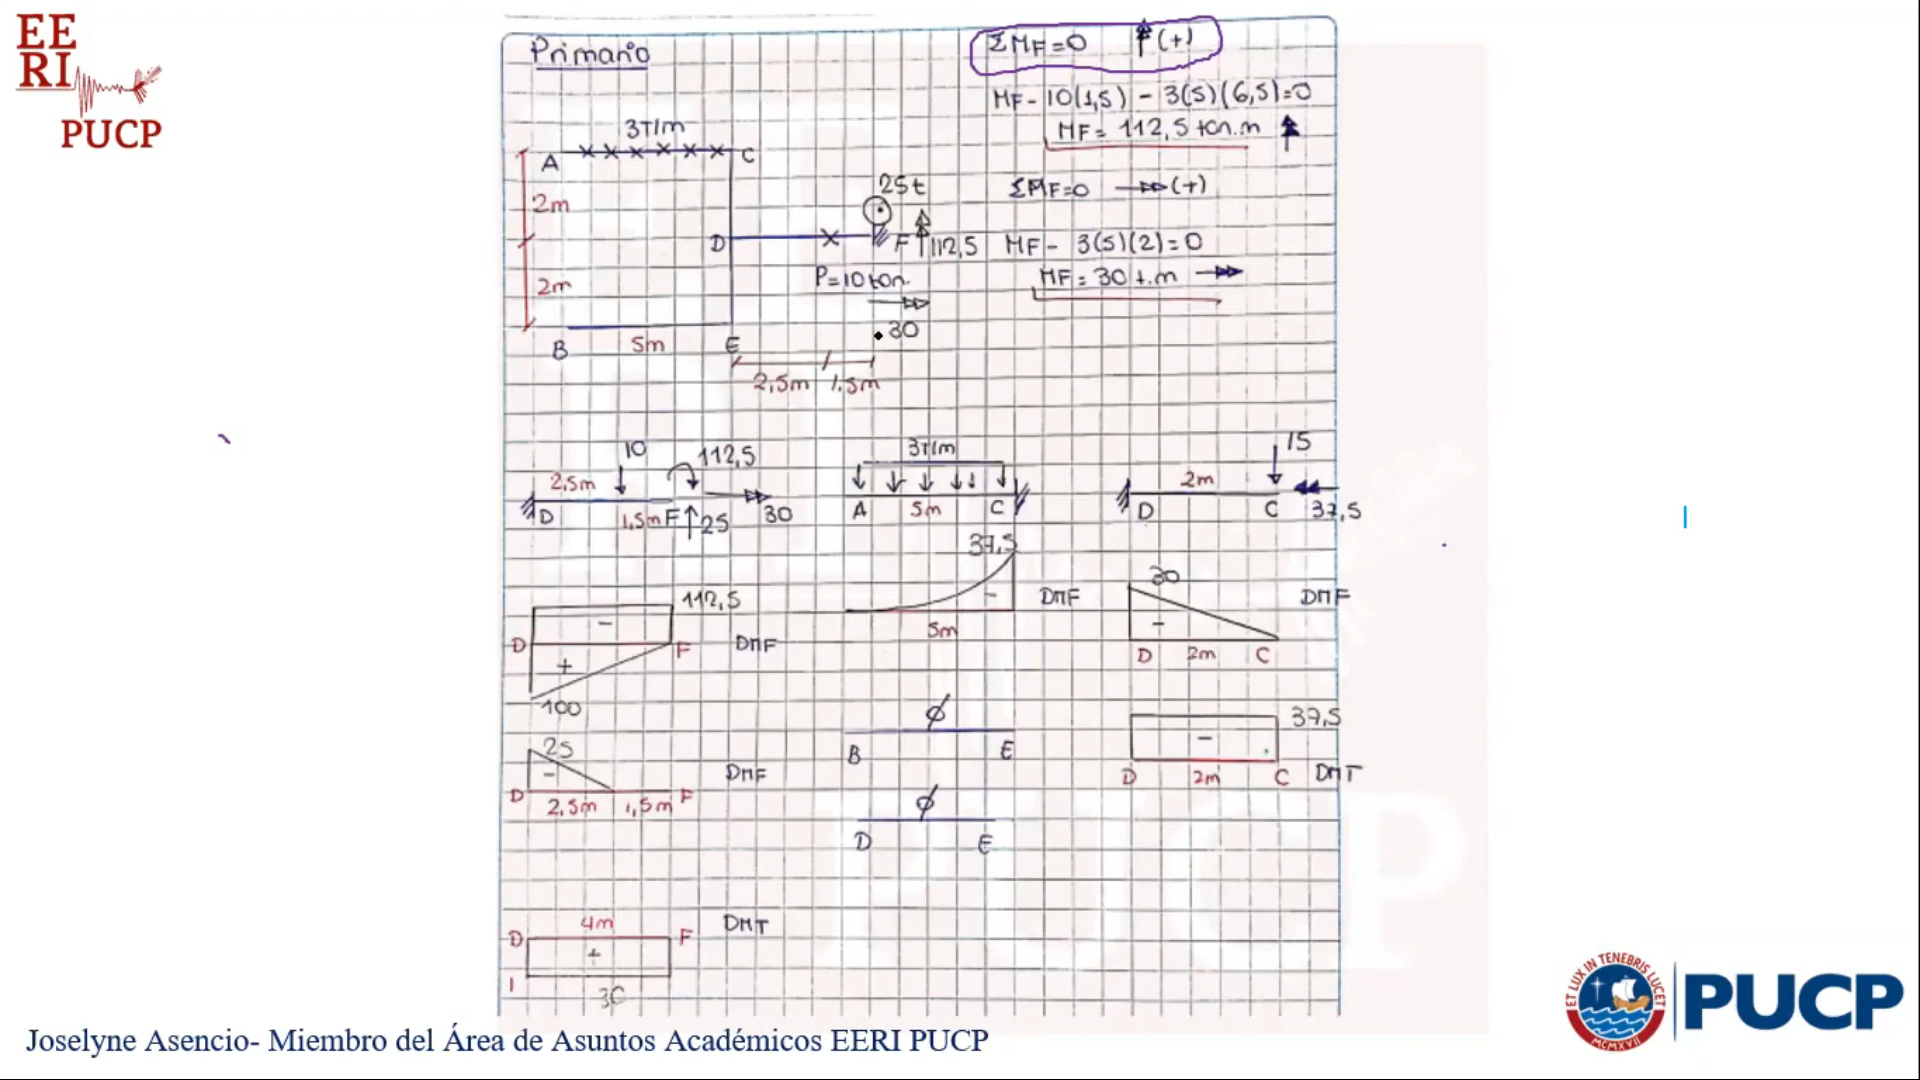 EE
RI
PUCP
Primario
ΣMF=0 (+)
MF - 10(1,5) - 3(5)(6,5)=0
MF= 112,5 ton.m
ΣMF=0 (+)
MF - 3(5)(2)=0
MF= 30 t.m
3T/m
A
C
2m
25t
D
F
112,5
2m
P=10ton
30
B
5m
E
2,5m
1,5m
10
112,5
2,5m
D
1,5m
F
25
30
3T/m
A
5m
C
15
2m
D
C
37,5
112,5
D
-
F
DMF
+
100
37,5
-
DMF
5m
30
DMF
-
D
2m
C
25
-
DMF
D
2,5m
1,5m
F
ø
B
E
37,5
-
D
2m
C
DMT
ø
D
E
4m
DMT
D
F
+
30
ET LUX IN TENEBRIS LUCET
MCMXVII
PUCP
Joselyne Asencio- Miembro del Área de Asuntos Académicos EERI PUCP